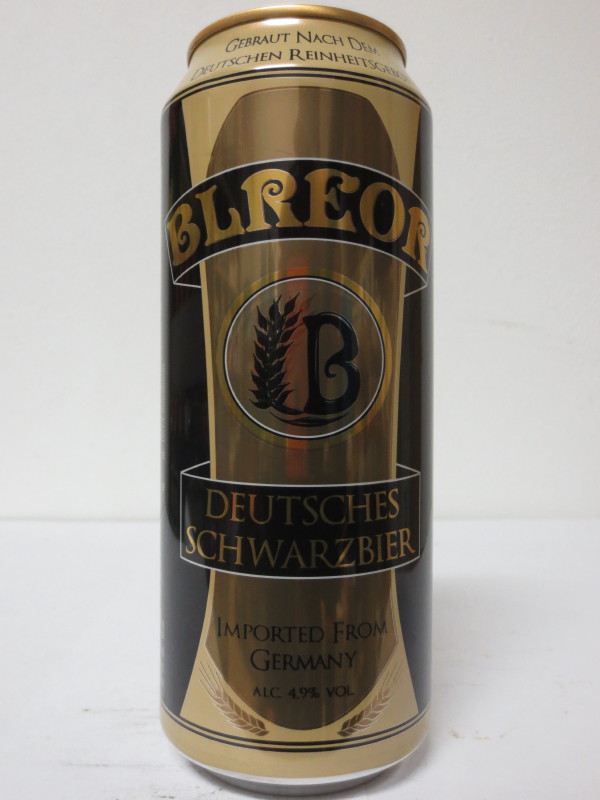 GEBRAUT NACH DEM
DEUTSCHEN REINHEITSGEBOT
BLREOR
B
DEUTSCHES
SCHWARZBIER
IMPORTED FROM
GERMANY
ALC. 4,9% VOL.